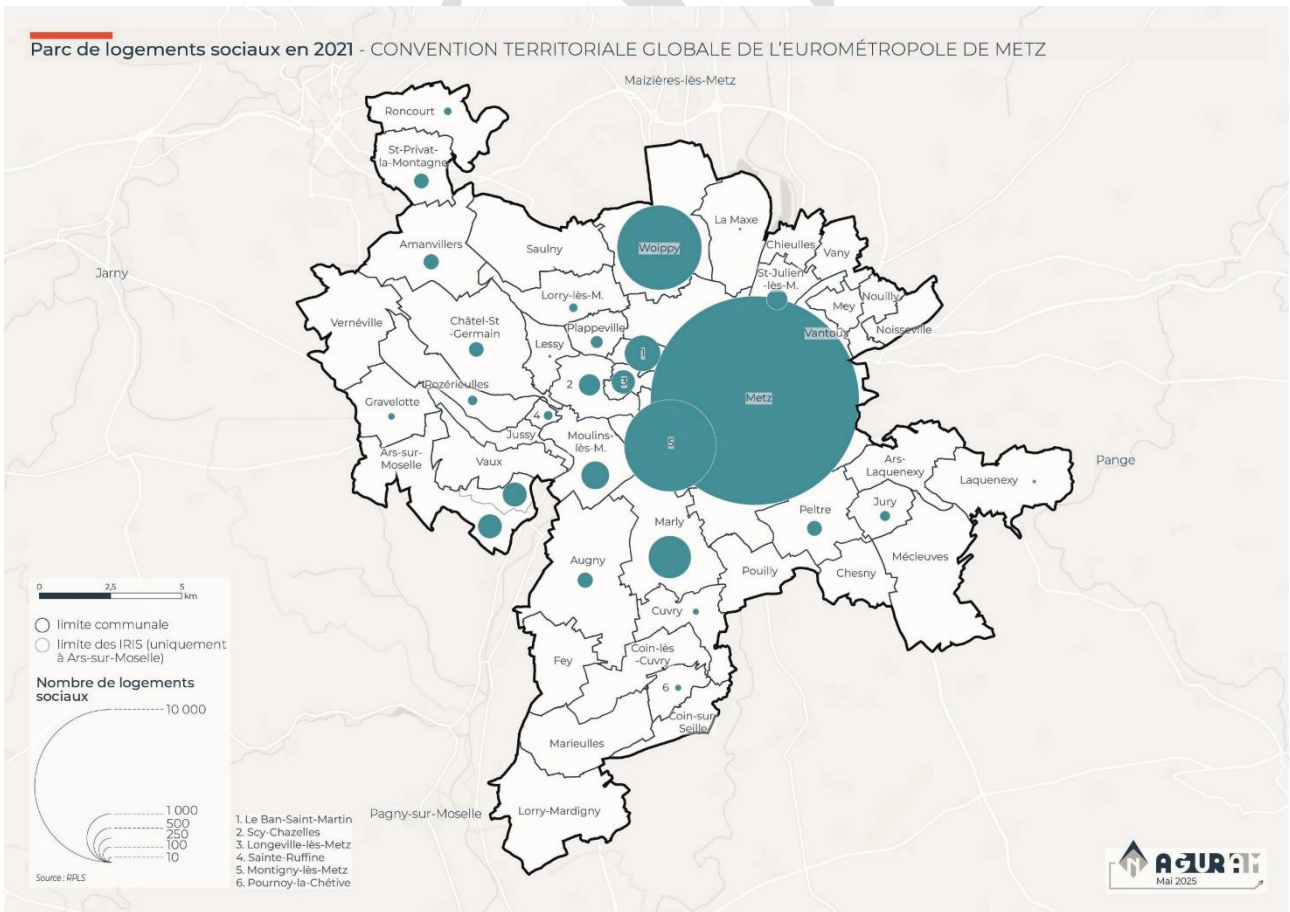 Parc de logements sociaux en 2021 - CONVENTION TERRITORIALE GLOBALE DE L'EUROMÉTROPOLE DE METZ
Maizières-lès-Metz
Roncourt
St-Privat-
la-Montagne
La Maxe
Amanvillers
Saulny
Woippy
Chieulles
Vany
Jarny
St-Julien
-lès-M.
Lorry-lès-M.
Mey
Nouilly
Vernéville
Châtel-St
-Germain
Plappeville
Vantoux
Noisseville
Lessy
1
2
3
Rozérieulles
Metz
Gravelotte
4
Jussy
Moulins-
lès-M.
5
Ars-sur-
Moselle
Vaux
Ars-
Laquenexy
Pange
Laquenexy
Jury
Peltre
Marly
Augny
Pouilly
Chesny
Mécleuves
Cuvry
Fey
Coin-lès
-Cuvry
6
Coin-sur
Seille
Marieulles
Pagny-sur-Moselle
Lorry-Mardigny
0 2,5 5
km
limite communale
limite des IRIS (uniquement
à Ars-sur-Moselle)
Nombre de logements
sociaux
10 000
1 000
500
250
100
10
Source : RPLS
1. Le Ban-Saint-Martin
2. Scy-Chazelles
3. Longeville-lès-Metz
4. Sainte-Ruffine
5. Montigny-lès-Metz
6. Pournoy-la-Chétive
N
AGURAM
Mai 2025